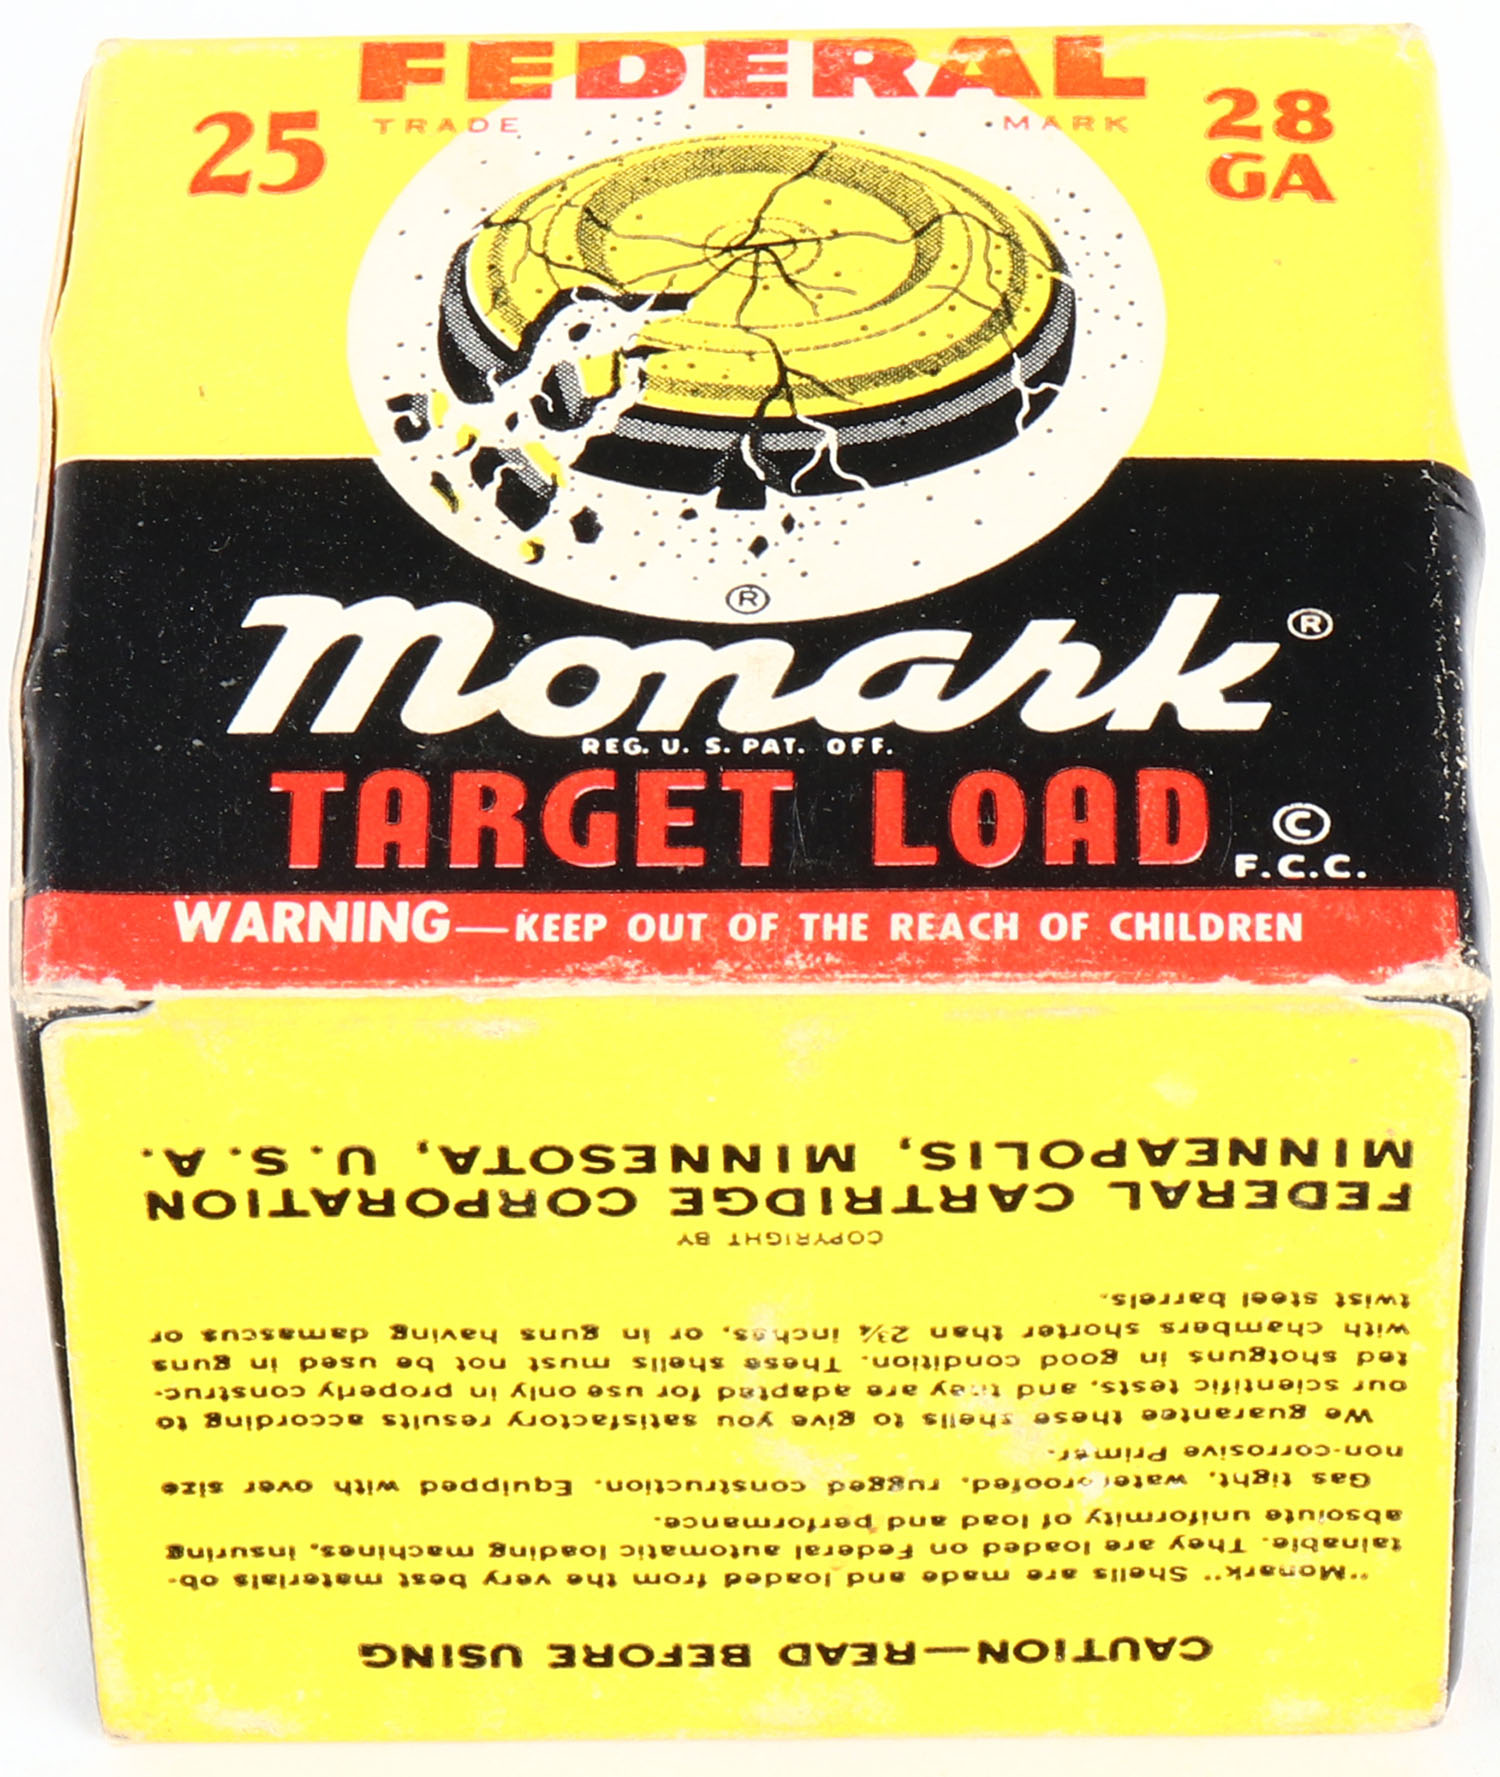 FEDERAL
TRADE MARK
25
28
GA
®
Monark®
REG. U. S. PAT. OFF.
TARGET LOAD
©
F.C.C.
WARNING—KEEP OUT OF THE REACH OF CHILDREN
CAUTION—READ BEFORE USING
"Monark" Shells are made and loaded from the very best materials ob-
tainable. They are loaded on Federal automatic loading machines, insuring
absolute uniformity of load and performance.
Gas tight, waterproofed, rugged construction. Equipped with over size
non-corrosive Primer.
We guarantee these shells to give you satisfactory results according to
our scientific tests, and they are adapted for use only in properly construc-
ted shotguns in good condition. These shells must not be used in guns
with chambers shorter than 2¾ inches, or, in guns having damascus or
twist steel barrels.
COPYRIGHT BY
FEDERAL CARTRIDGE CORPORATION
MINNEAPOLIS, MINNESOTA, U.S.A.